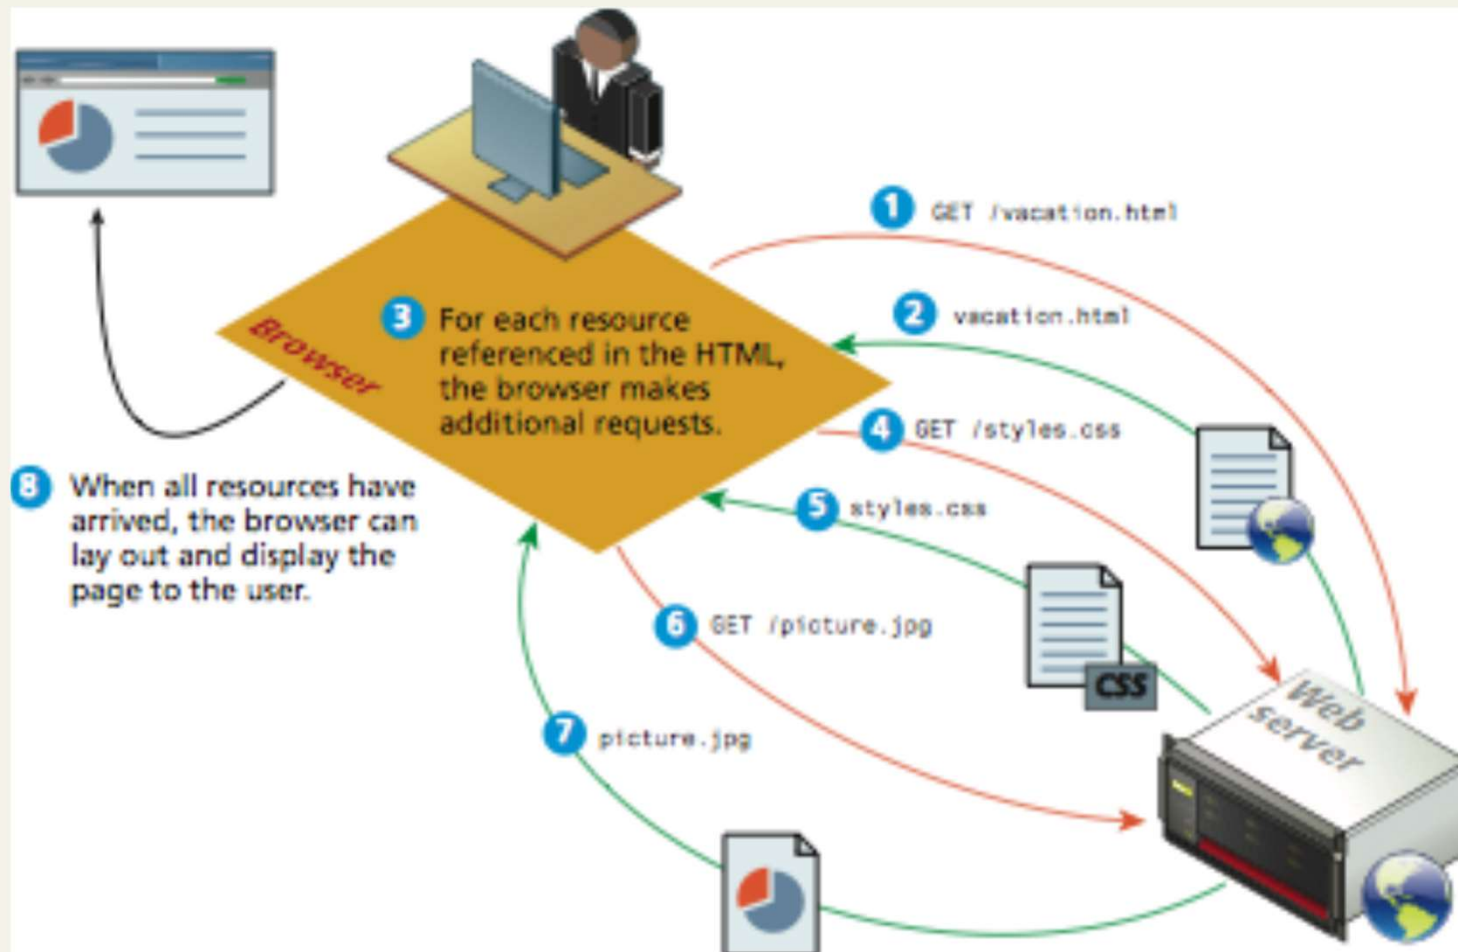 1 GET /vacation.html
2 vacation.html
Browser
3 For each resource
referenced in the HTML,
the browser makes
additional requests.
4 GET /styles.css
8 When all resources have
arrived, the browser can
lay out and display the
page to the user.
5 styles.css
6 GET /picture.jpg
CSS
Web
server
7 picture.jpg